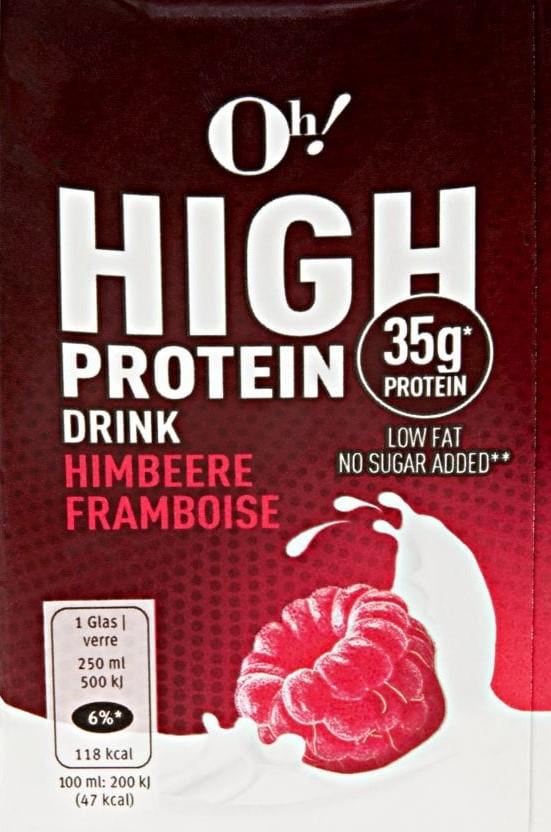 Oh!
HIGH
PROTEIN
35g*
PROTEIN
DRINK
LOW FAT
NO SUGAR ADDED**
HIMBEERE
FRAMBOISE
1 Glas |
verre
250 ml
500 kJ
6%*
118 kcal
100 ml: 200 kJ
(47 kcal)